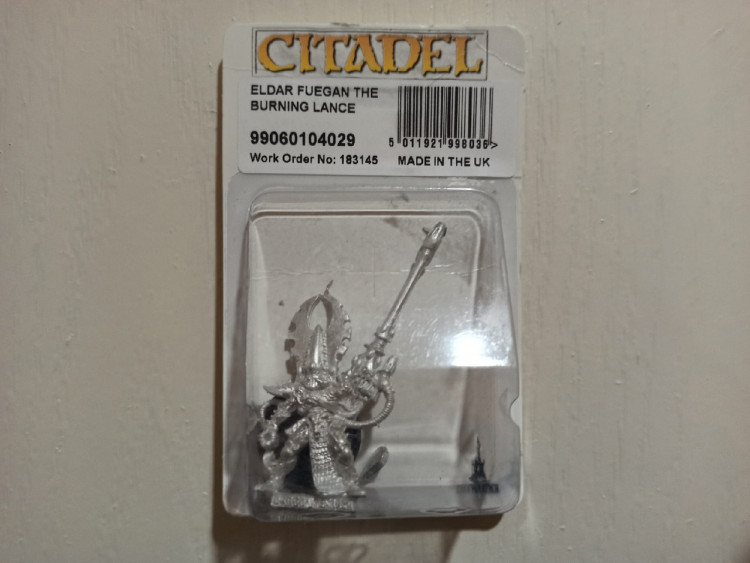 CITADEL
ELDAR FUEGAN THE
BURNING LANCE
99060104029
5 011921 998036>
Work Order No: 183145
MADE IN THE UK